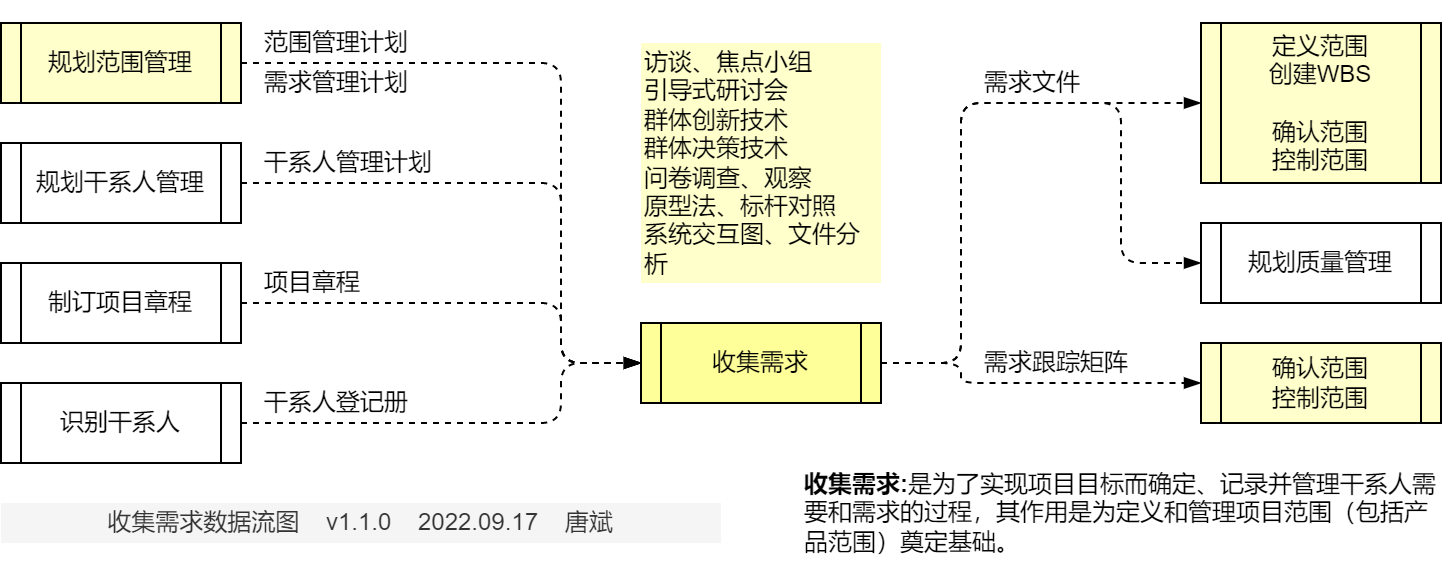 规划范围管理
范围管理计划
需求管理计划
规划干系人管理
干系人管理计划
制订项目章程
项目章程
识别干系人
干系人登记册
访谈、焦点小组
引导式研讨会
群体创新技术
群体决策技术
问卷调查、观察
原型法、标杆对照
系统交互图、文件分
析
收集需求
需求文件
定义范围
创建WBS
确认范围
控制范围
规划质量管理
需求跟踪矩阵
确认范围
控制范围
收集需求:是为了实现项目目标而确定、记录并管理干系人需
要和需求的过程，其作用是为定义和管理项目范围（包括产
品范围）奠定基础。
收集需求数据流图 v1.1.0 2022.09.17 唐斌